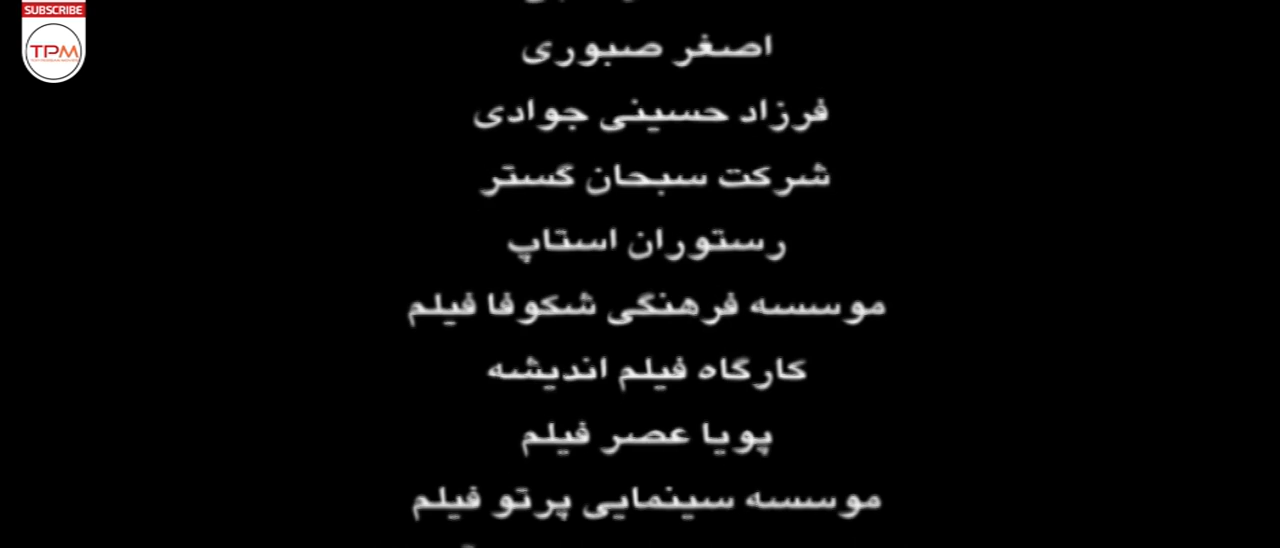 SUBSCRIBE
TPM
اصغر صبوری
فرزاد حسینی جوادی
شرکت سبحان گستر
رستوران استاپ
موسسه فرهنگی شکوفا فیلم
کارگاه فیلم اندیشه
پویا عصر فیلم
موسسه سینمایی پرتو فیلم